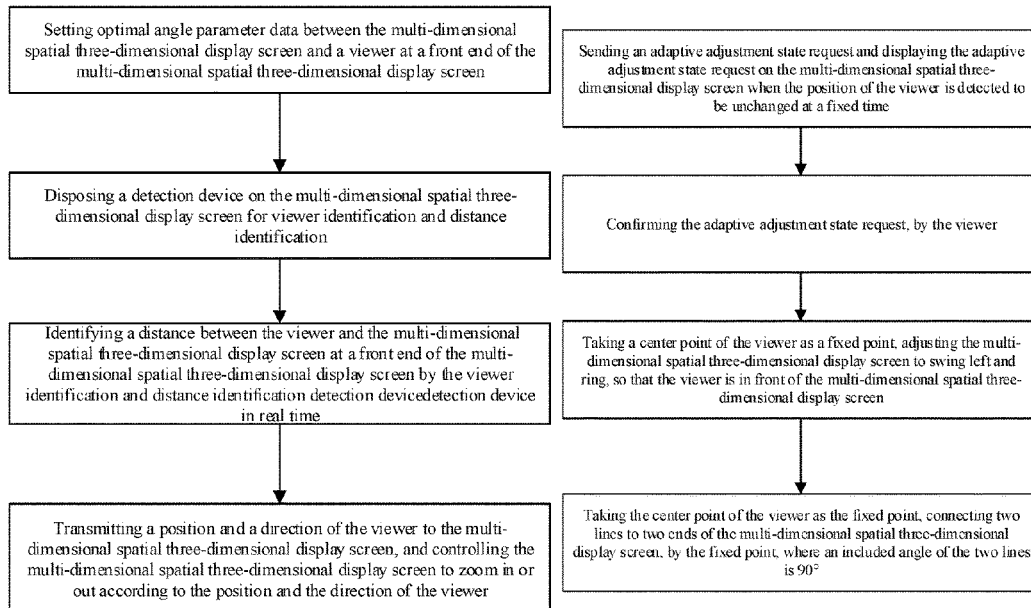 Setting optimal angle parameter data between the multi-dimensional
spatial three-dimensional display screen and a viewer at a front end of the
multi-dimensional spatial three-dimensional display screen
Disposing a detection device on the multi-dimensional spatial three-
dimensional display screen for viewer identification and distance
identification
Identifying a distance between the viewer and the multi-dimensional
spatial three-dimensional display screen at a front end of the multi-
dimensional spatial three-dimensional display screen by the viewer
identification and distance identification detection devicedetection device
in real time
Transmitting a position and a direction of the viewer to the multi-
dimensional spatial three-dimensional display screen, and controlling the
multi-dimensional spatial three-dimensional display screen to zoom in or
out according to the position and the direction of the viewer
Sending an adaptive adjustment state request and displaying the adaptive
adjustment state request on the multi-dimensional spatial three-
dimensional display screen when the position of the viewer is detected to
be unchanged at a fixed time
Confirming the adaptive adjustment state request, by the viewer
Taking a center point of the viewer as a fixed point, adjusting the multi-
dimensional spatial three-dimensional display screen to swing left and
ring, so that the viewer is in front of the multi-dimensional spatial three-
dimensional display screen
Taking the center point of the viewer as the fixed point, connecting two
lines to two ends of the multi-dimensional spatial three-dimensional
display screen, by the fixed point, where an included angle of the two lines
is 90°